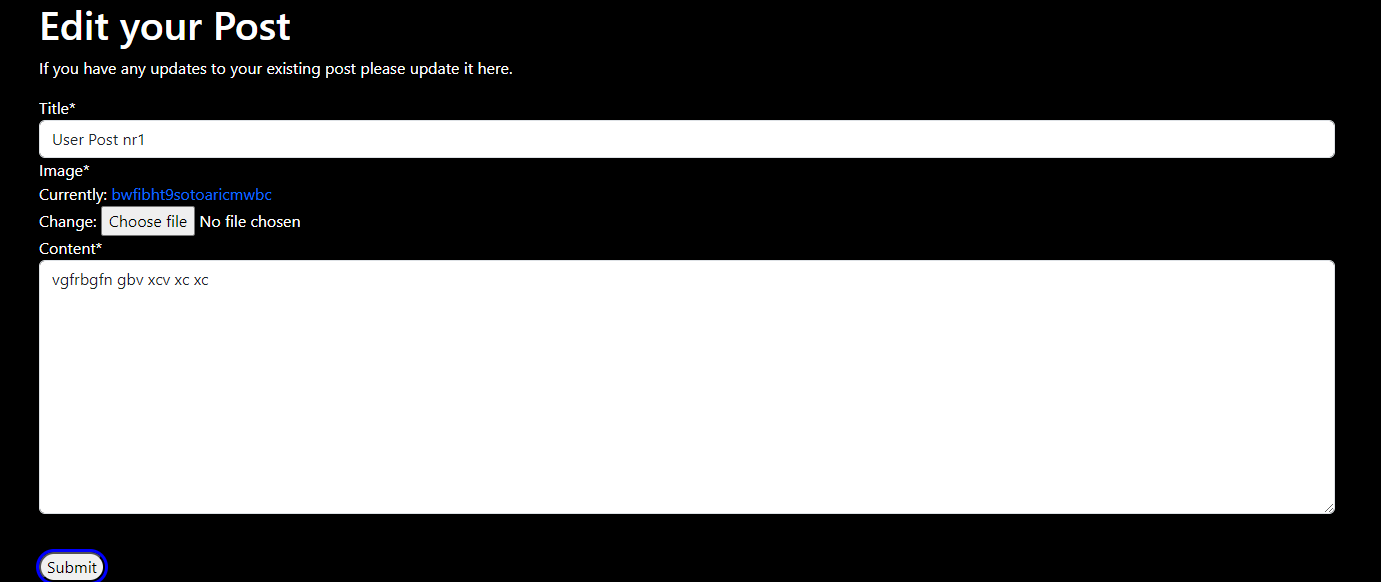 Edit your Post
If you have any updates to your existing post please update it here.
Title*
User Post nr1
Image*
Currently: bwfibht9sotoaricmwbc
Change: Choose file No file chosen
Content*
vgfrbgfn gbv xcv xc xc
Submit